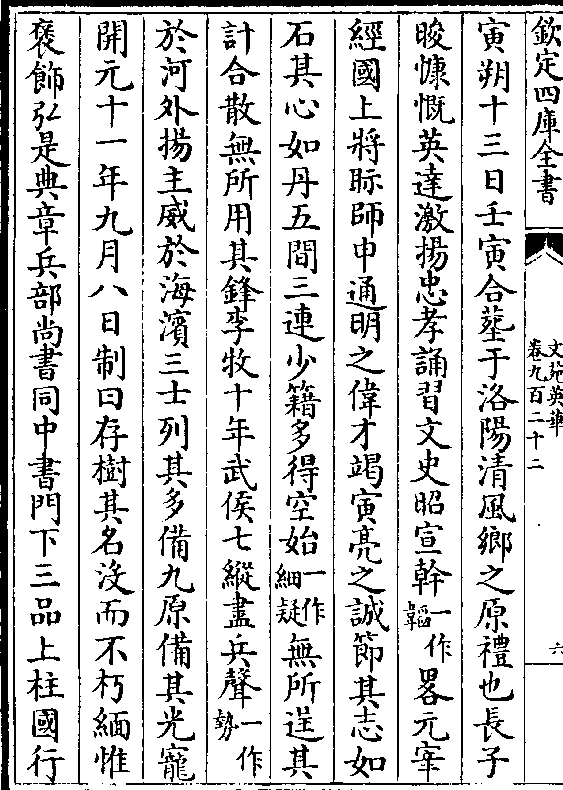 欽定四庫全書
文苑英華
卷九百二十二
六
寅朔十三日壬寅合塟于洛陽清風鄉之原禮也長子
晙慷慨英達激揚忠孝誦習文史昭宣幹一作韜畧元宰
經國上將眎師申通明之偉才竭寅亮之誠節其志如
石其心如丹五間三連少籍多得空始一作細疑無所逞其
計合散無所用其鋒李牧十年武侯七縱盡兵聲一作勢
於河外揚主威於海濱三士列其多備九原備其光寵
開元十一年九月八日制曰存樹其名沒而不朽緬惟
褒飾弘是典章兵部尚書同中書門下三品上柱國行